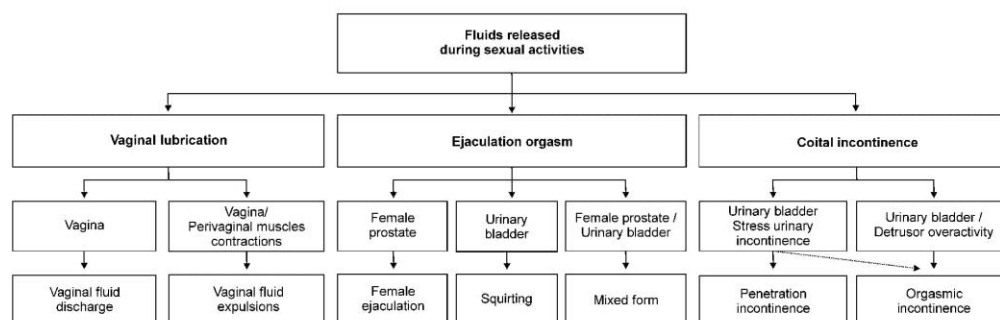 Fluids released
during sexual activities
Vaginal lubrication
Ejaculation orgasm
Coital incontinence
Vagina
Vagina/
Perivaginal muscles
contractions
Female
prostate
Urinary
bladder
Female prostate /
Urinary bladder
Urinary bladder
Stress urinary
incontinence
Urinary bladder /
Detrusor overactivity
Vaginal fluid
discharge
Vaginal fluid
expulsions
Female
ejaculation
Squirting
Mixed form
Penetration
incontinence
Orgasmic
incontinence